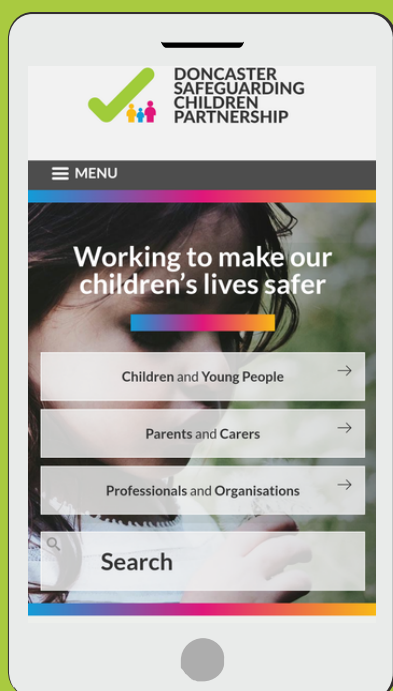 DONCASTER
SAFEGUARDING
CHILDREN
PARTNERSHIP
MENU
Working to make our
children’s lives safer
Children and Young People
Parents and Carers
Professionals and Organisations
Search